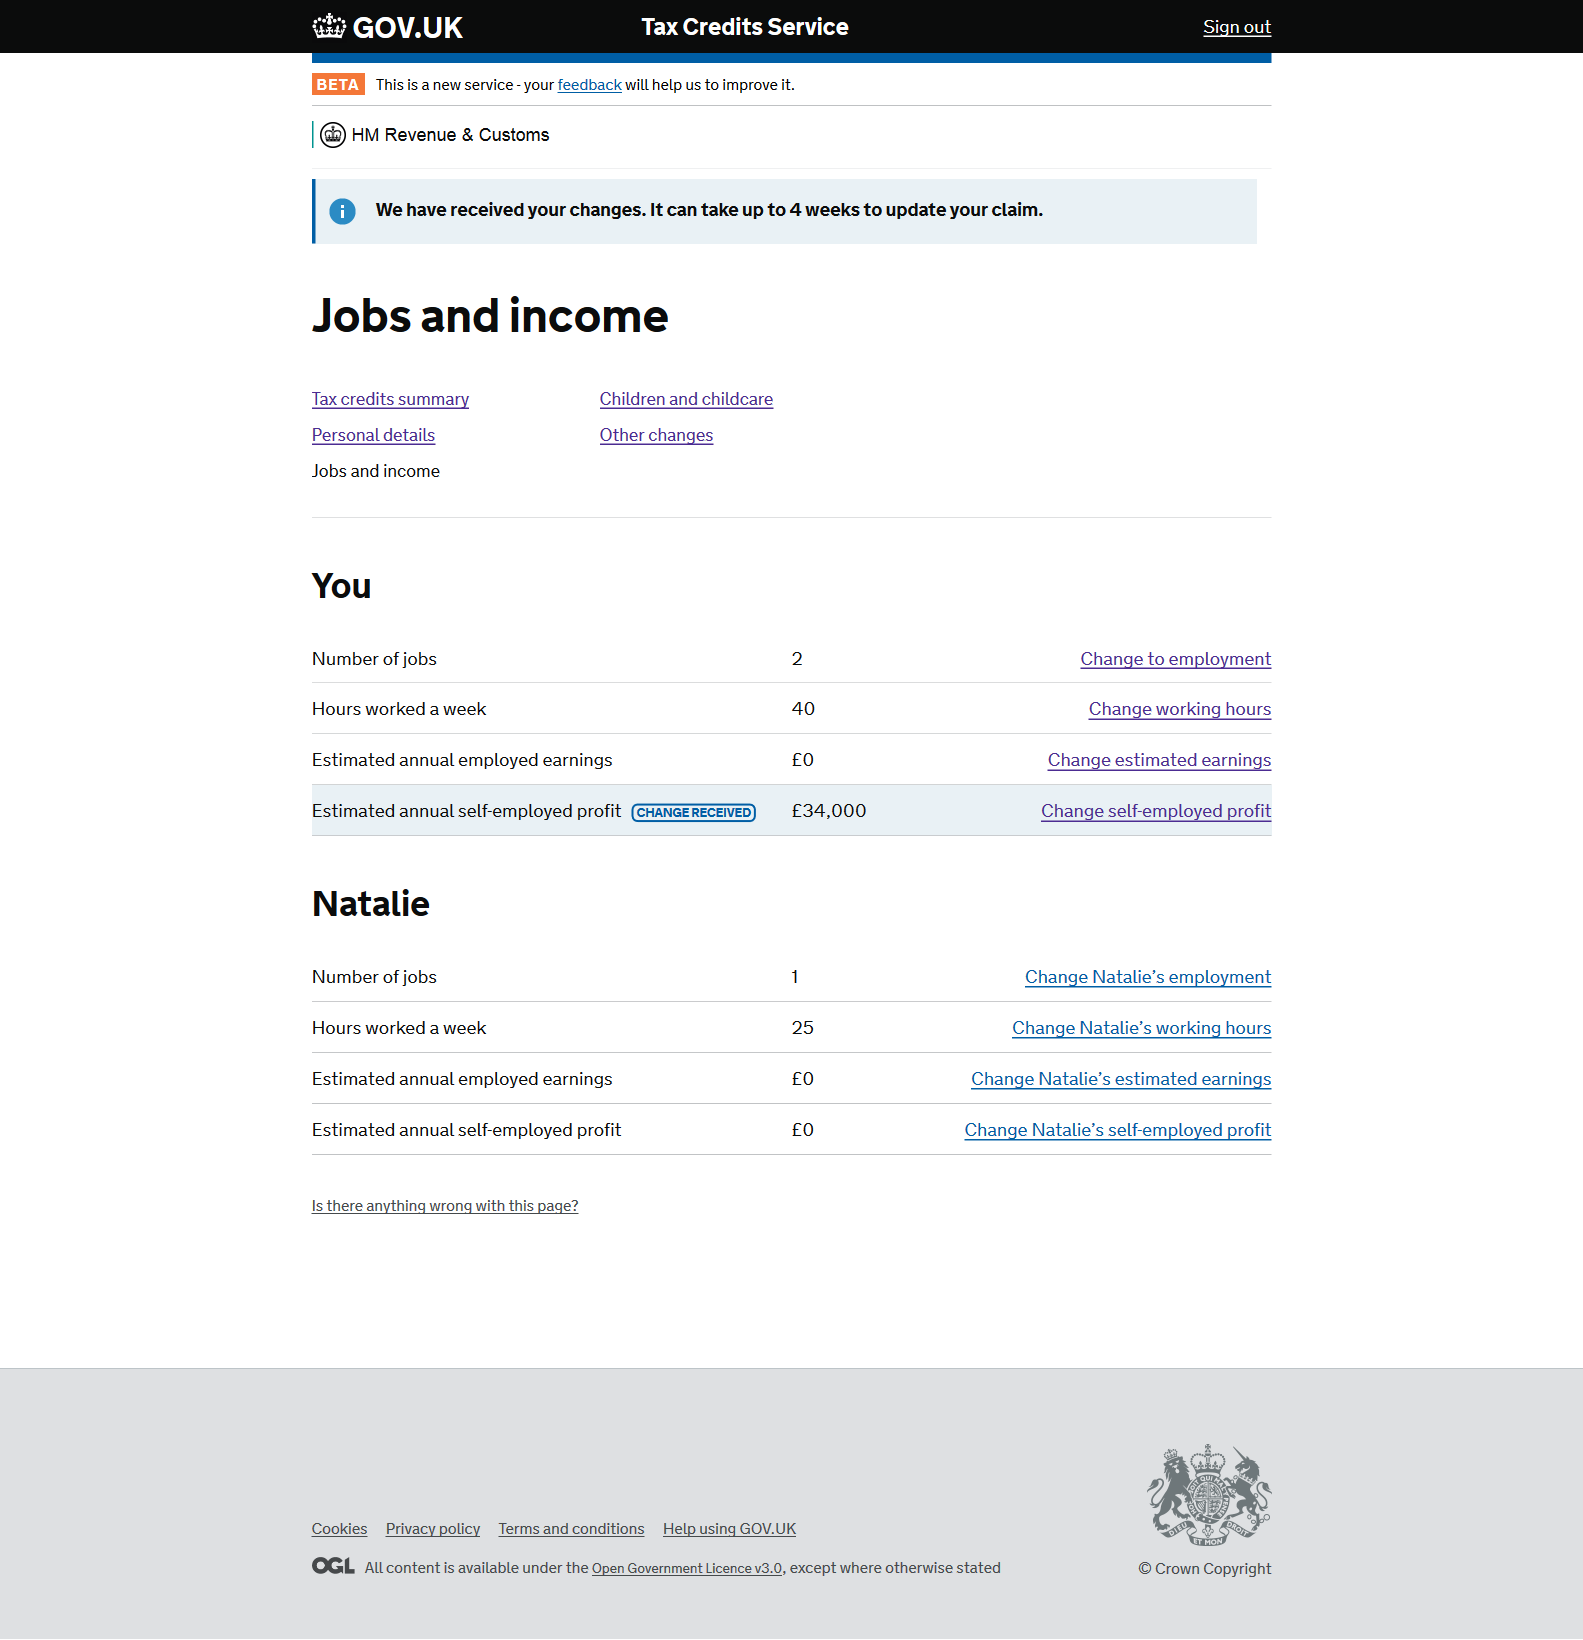 GOV.UK Tax Credits Service Sign out
BETA This is a new service - your feedback will help us to improve it.
HM Revenue & Customs
We have received your changes. It can take up to 4 weeks to update your claim.
Jobs and income
Tax credits summary Children and childcare
Personal details Other changes
Jobs and income
You
Number of jobs 2 Change to employment
Hours worked a week 40 Change working hours
Estimated annual employed earnings £0 Change estimated earnings
Estimated annual self-employed profit CHANGE RECEIVED £34,000 Change self-employed profit
Natalie
Number of jobs 1 Change Natalie’s employment
Hours worked a week 25 Change Natalie’s working hours
Estimated annual employed earnings £0 Change Natalie’s estimated earnings
Estimated annual self-employed profit £0 Change Natalie’s self-employed profit
Is there anything wrong with this page?
Cookies Privacy policy Terms and conditions Help using GOV.UK
DIEU ET MON DROIT
OGL All content is available under the Open Government Licence v3.0, except where otherwise stated © Crown Copyright